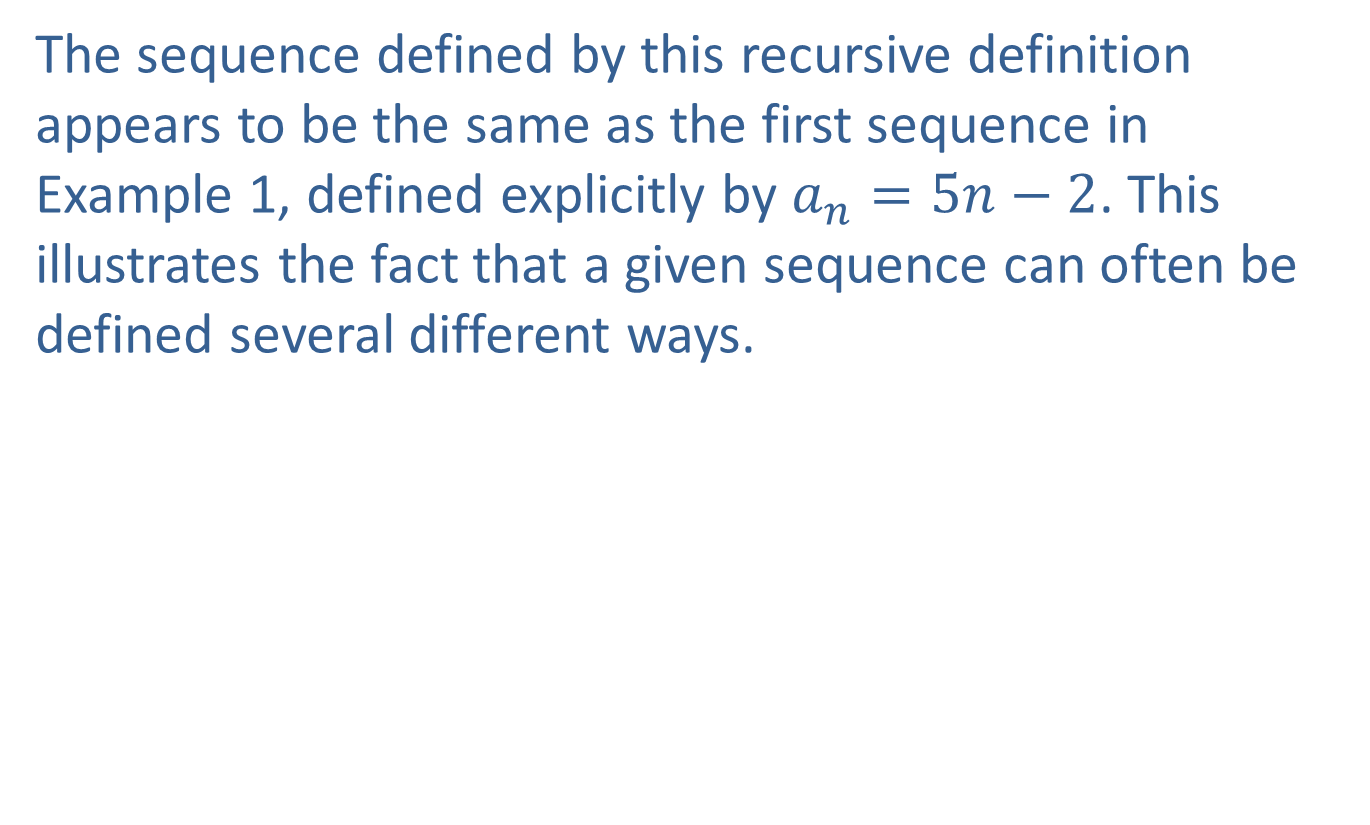 The sequence defined by this recursive definition
appears to be the same as the first sequence in
Example 1, defined explicitly by aₙ = 5n − 2. This
illustrates the fact that a given sequence can often be
defined several different ways.